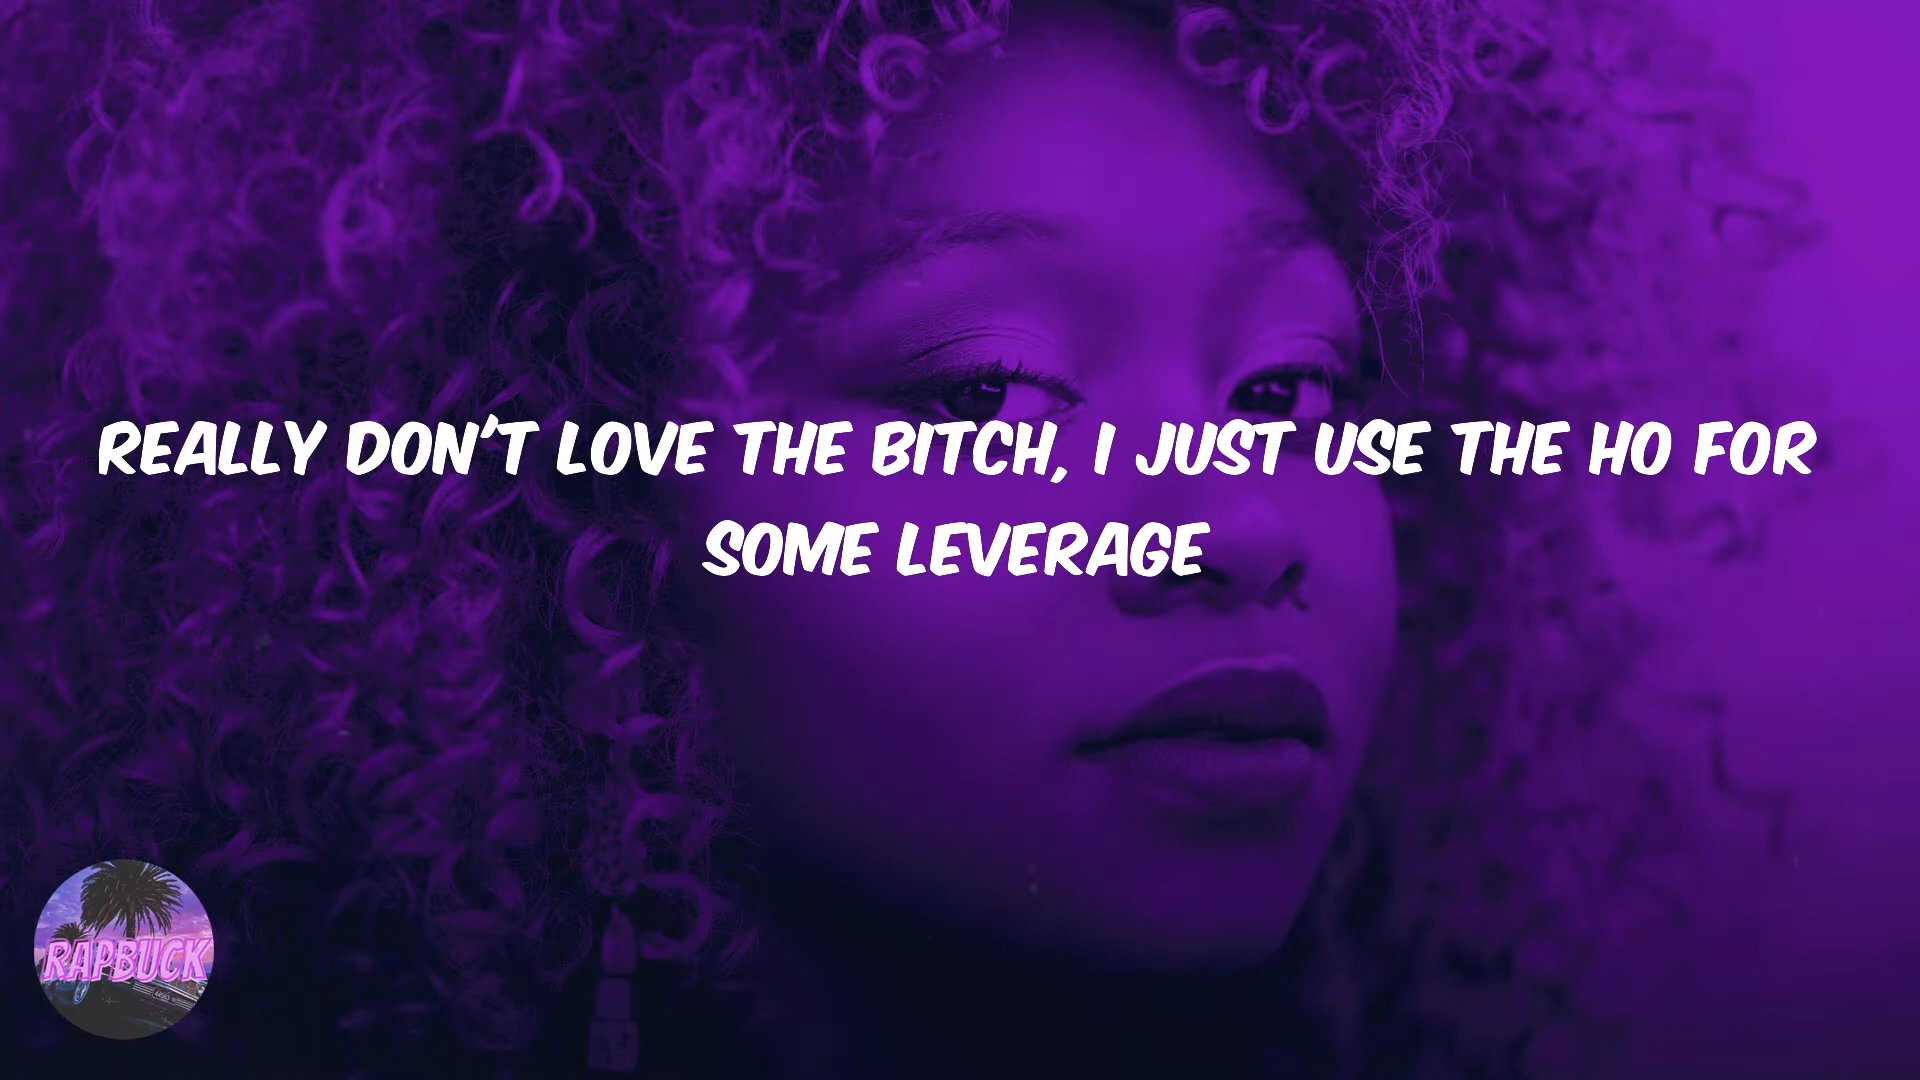 REALLY DON'T LOVE THE BITCH, I JUST USE THE HO FOR
SOME LEVERAGE
RAPBUCK